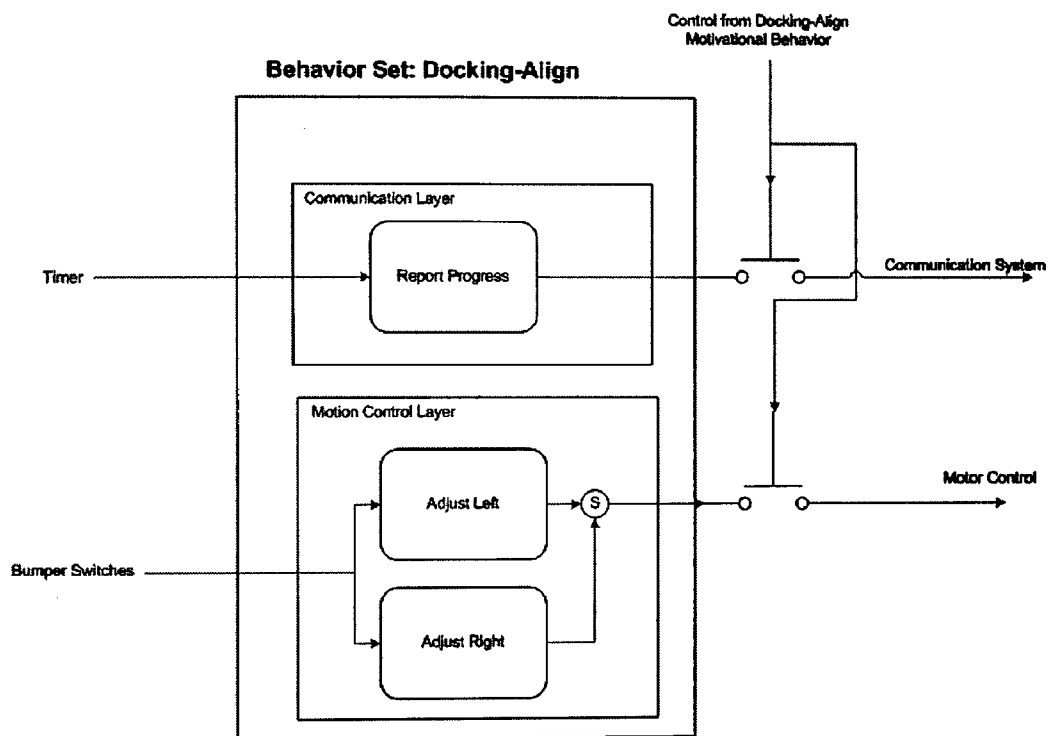 Control from Docking-Align
Motivational Behavior
Behavior Set: Docking-Align
Communication Layer
Report Progress
Timer
Communication System
Motion Control Layer
Adjust Left
S
Motor Control
Bumper Switches
Adjust Right